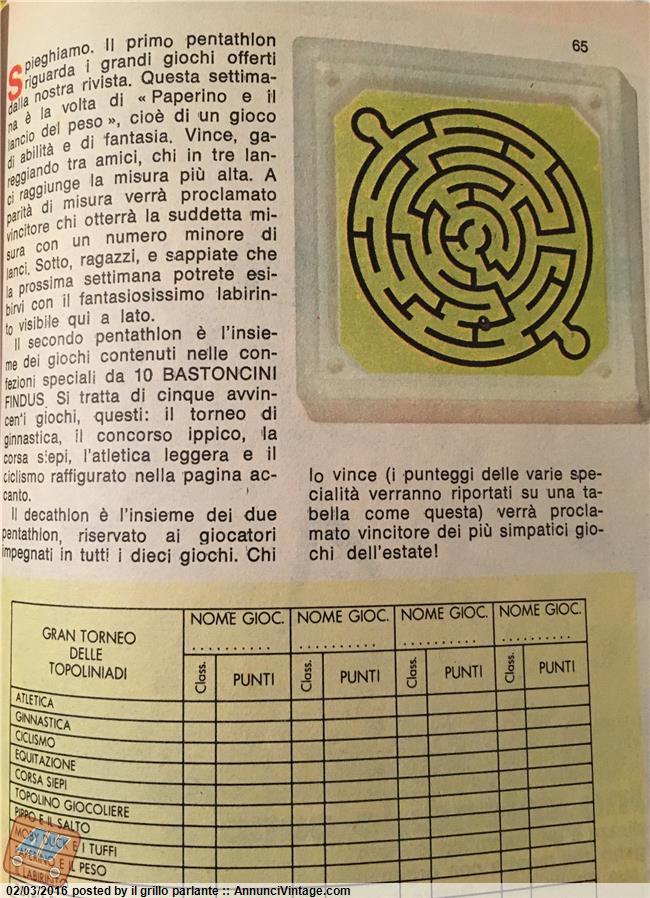 65
Spieghiamo. Il primo pentathlon
riguarda i grandi giochi offerti
dalla nostra rivista. Questa settima-
na è la volta di « Paperino e il
lancio del peso », cioè di un gioco
di abilità e di fantasia. Vince, ga-
reggiando tra amici, chi in tre lan-
ci raggiunge la misura più alta. A
parità di misura verrà proclamato
vincitore chi otterrà la suddetta mi-
sura con un numero minore di
lanci. Sotto, ragazzi, e sappiate che
la prossima settimana potrete esi-
birvi con il fantasiosissimo labirin-
to visibile qui a lato.
Il secondo pentathlon è l'insie-
me dei giochi contenuti nelle con-
fezioni speciali da 10 BASTONCINI
FINDUS. Si tratta di cinque avvin-
centi giochi, questi: il torneo di
ginnastica, il concorso ippico, la
corsa siepi, l'atletica leggera e il
ciclismo raffigurato nella pagina ac-
canto.
Il decathlon è l'insieme dei due
pentathlon, riservato ai giocatori
impegnati in tutti i dieci giochi. Chi
lo vince (i punteggi delle varie spe-
cialità verranno riportati su una ta-
bella come questa) verrà procla-
mato vincitore dei più simpatici gio-
chi dell'estate!
GRAN TORNEO
DELLE
TOPOLINIADI
NOME GIOC. NOME GIOC. NOME GIOC. NOME GIOC.
.......... .......... .......... ..........
Class. PUNTI Class. PUNTI Class. PUNTI Class. PUNTI
ATLETICA
GINNASTICA
CICLISMO
EQUITAZIONE
CORSA SIEPI
TOPOLINO GIOCOLIERE
PIPPO E IL SALTO
MOBY DUCK E I TUFFI
PAPERINO E IL PESO
IL LABIRINTO
02/03/2016 posted by il grillo parlante :: AnnunciVintage.com